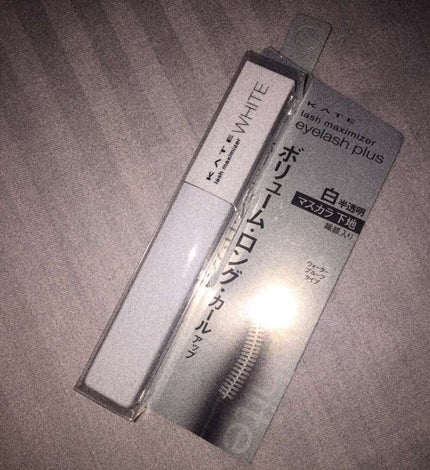 KATE
lash maximizer
WHITE
KATE
lash maximizer
eyelash plus
白 半透明
マスカラ下地
繊維入り
ウォーター
プルーフ
タイプ
ボリューム・ロング・カールアップ